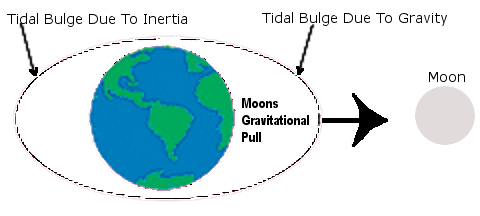 Tidal Bulge Due To Inertia
Tidal Bulge Due To Gravity
Moon
Moons
Gravitational
Pull